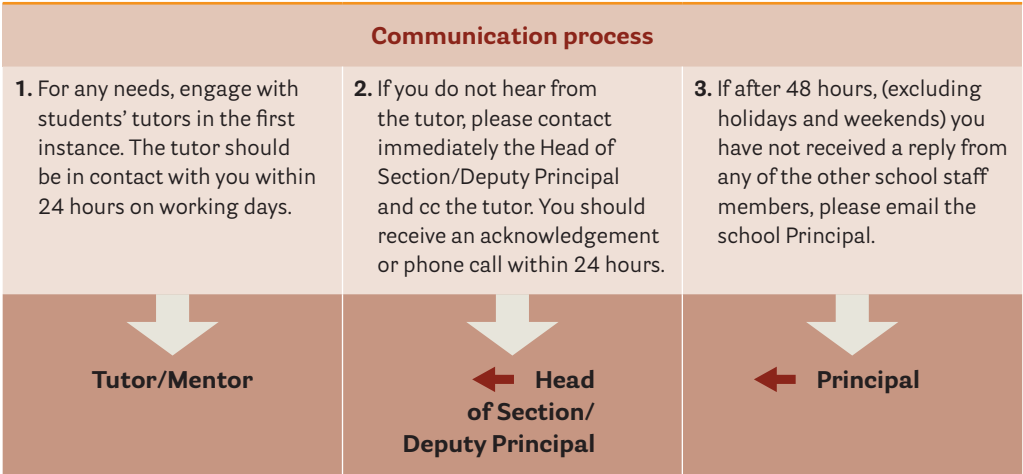 Communication process
1. For any needs, engage with
students’ tutors in the first
instance. The tutor should
be in contact with you within
24 hours on working days.
2. If you do not hear from
the tutor, please contact
immediately the Head of
Section/Deputy Principal
and cc the tutor. You should
receive an acknowledgement
or phone call within 24 hours.
3. If after 48 hours, (excluding
holidays and weekends) you
have not received a reply from
any of the other school staff
members, please email the
school Principal.
Tutor/Mentor
Head
of Section/
Deputy Principal
Principal